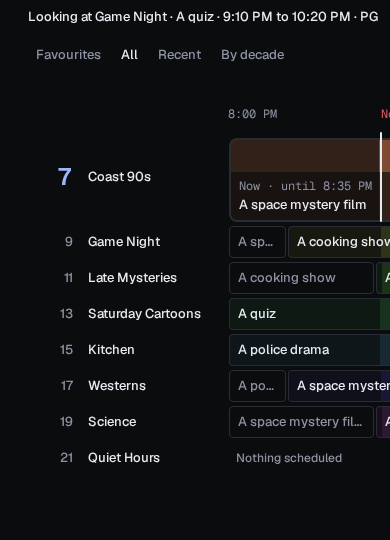 Looking at Game Night · A quiz · 9:10 PM to 10:20 PM · PG
Favourites All Recent By decade
8:00 PM
7 Coast 90s
Now · until 8:35 PM
A space mystery film
9 Game Night A sp… A cooking show
11 Late Mysteries A cooking show A
13 Saturday Cartoons A quiz
15 Kitchen A police drama
17 Westerns A po… A space myster
19 Science A space mystery fil… A
21 Quiet Hours Nothing scheduled